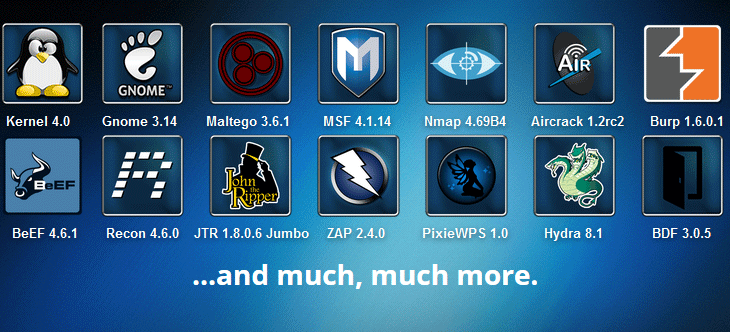 GNOME™
M
AiR
Kernel 4.0 Gnome 3.14 Maltego 3.6.1 MSF 4.1.14 Nmap 4.69B4 Aircrack 1.2rc2 Burp 1.6.0.1
BeEF
R
John
the
Ripper
BeEF 4.6.1 Recon 4.6.0 JTR 1.8.0.6 Jumbo ZAP 2.4.0 PixieWPS 1.0 Hydra 8.1 BDF 3.0.5
...and much, much more.